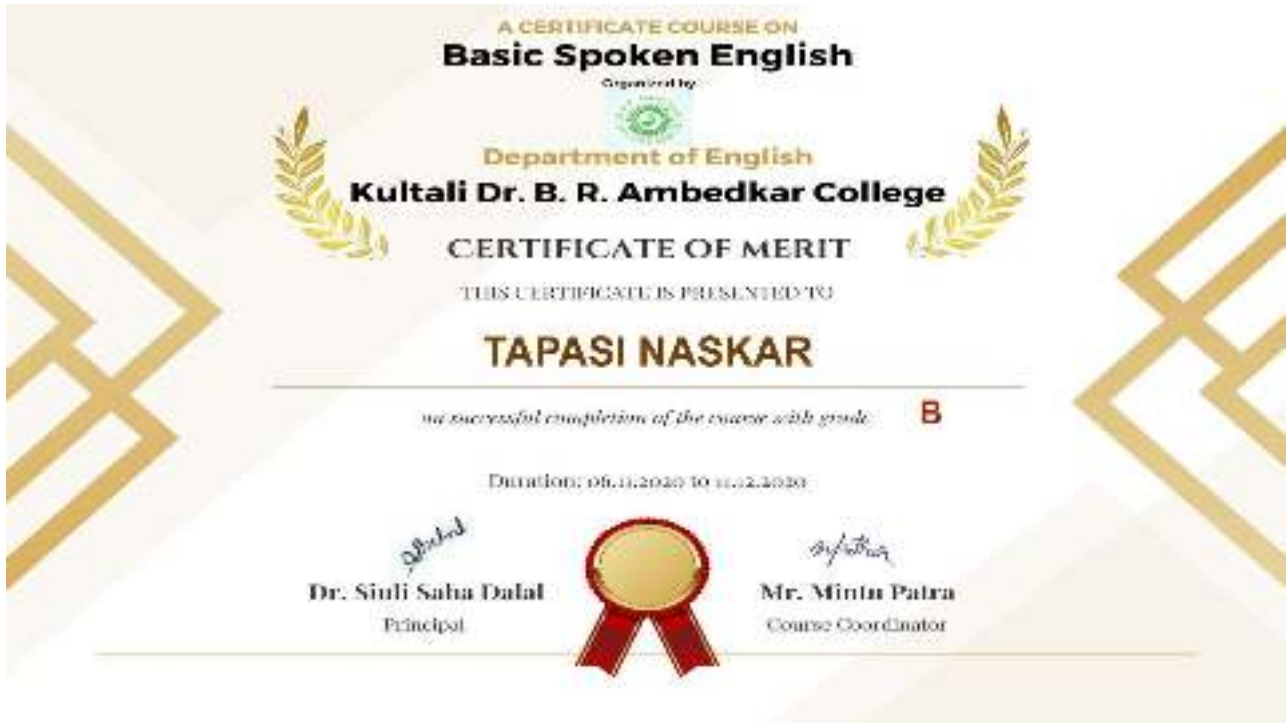 A CERTIFICATE COURSE ON
Basic Spoken English
Organized by
Department of English
Kultali Dr. B. R. Ambedkar College
CERTIFICATE OF MERIT
THIS CERTIFICATE IS PRESENTED TO
TAPASI NASKAR
on successful completion of the course with grade B
Duration: 06.11.2020 to 11.12.2020
Dr. Siuli Saha Dalal
Mr. Mintu Patra
Principal
Course Coordinator